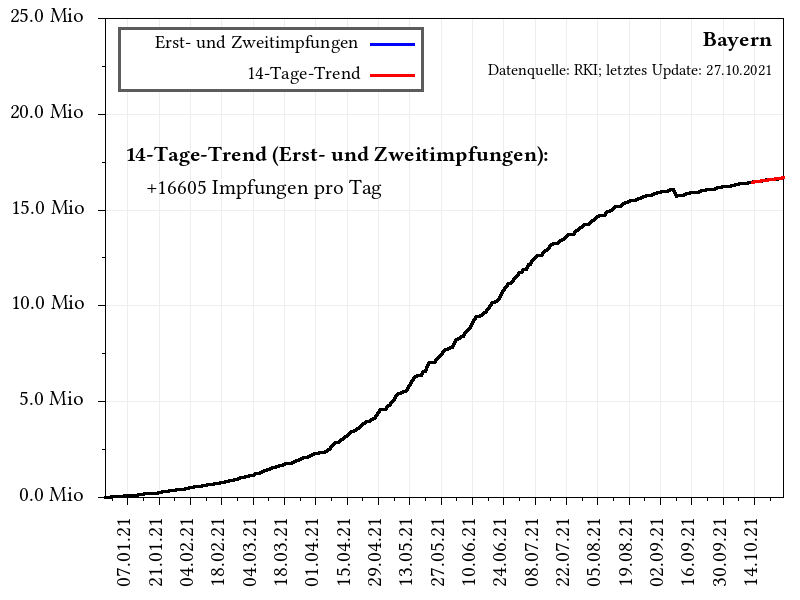 25.0 Mio
20.0 Mio
15.0 Mio
10.0 Mio
5.0 Mio
0.0 Mio
Erst- und Zweitimpfungen
14-Tage-Trend
Bayern
Datenquelle: RKI; letztes Update: 27.10.2021
14-Tage-Trend (Erst- und Zweitimpfungen):
+16605 Impfungen pro Tag
07.01.21
21.01.21
04.02.21
18.02.21
04.03.21
18.03.21
01.04.21
15.04.21
29.04.21
13.05.21
27.05.21
10.06.21
24.06.21
08.07.21
22.07.21
05.08.21
19.08.21
02.09.21
16.09.21
30.09.21
14.10.21